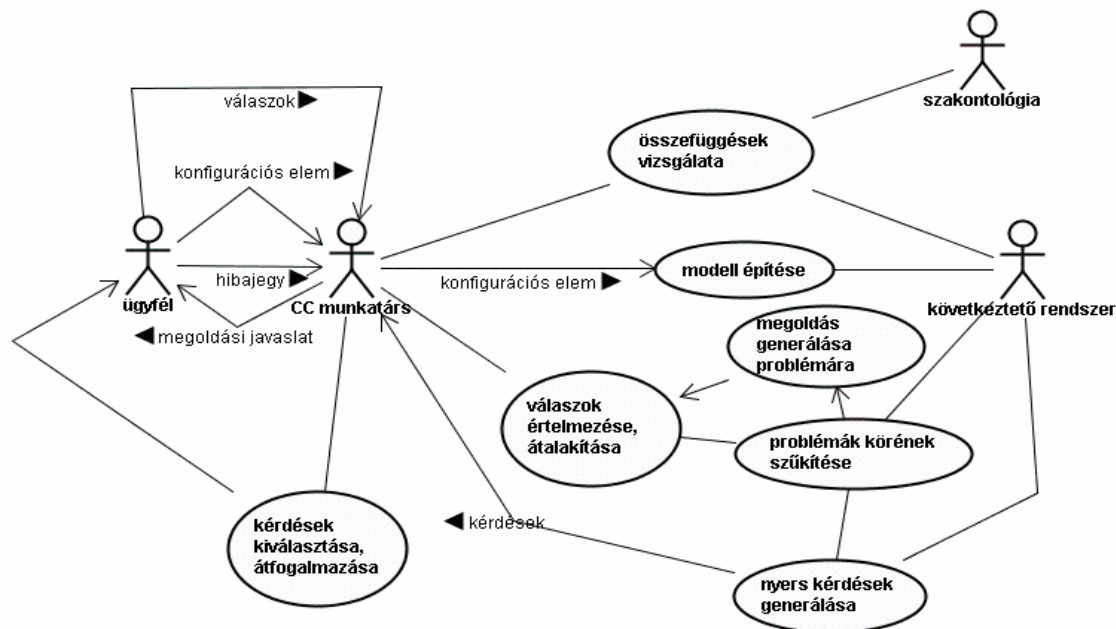 szakontológia
válaszok
összefüggések
vizsgálata
konfigurációs elem
ügyfél
hibajegy
CC munkatárs
konfigurációs elem
modell építése
következtető rendszer
megoldási javaslat
megoldás
generálása
problémára
válaszok
értelmezése,
átalakítása
problémák körének
szűkítése
kérdések
kérdések
kiválasztása,
átfogalmazása
nyers kérdések
generálása